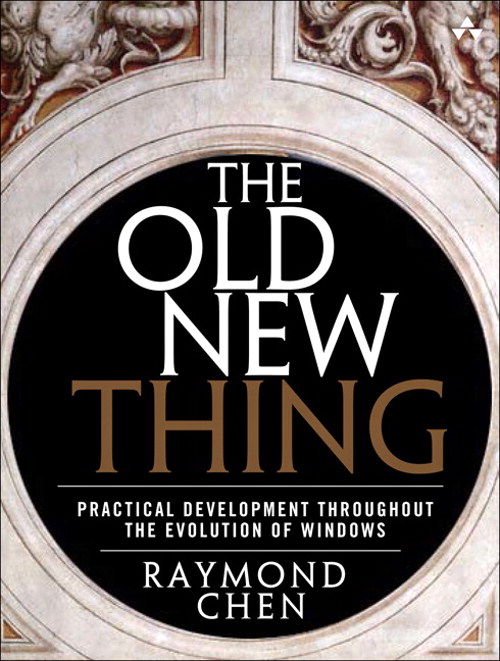 THE
OLD
NEW
THING
PRACTICAL DEVELOPMENT THROUGHOUT
THE EVOLUTION OF WINDOWS
RAYMOND
CHEN